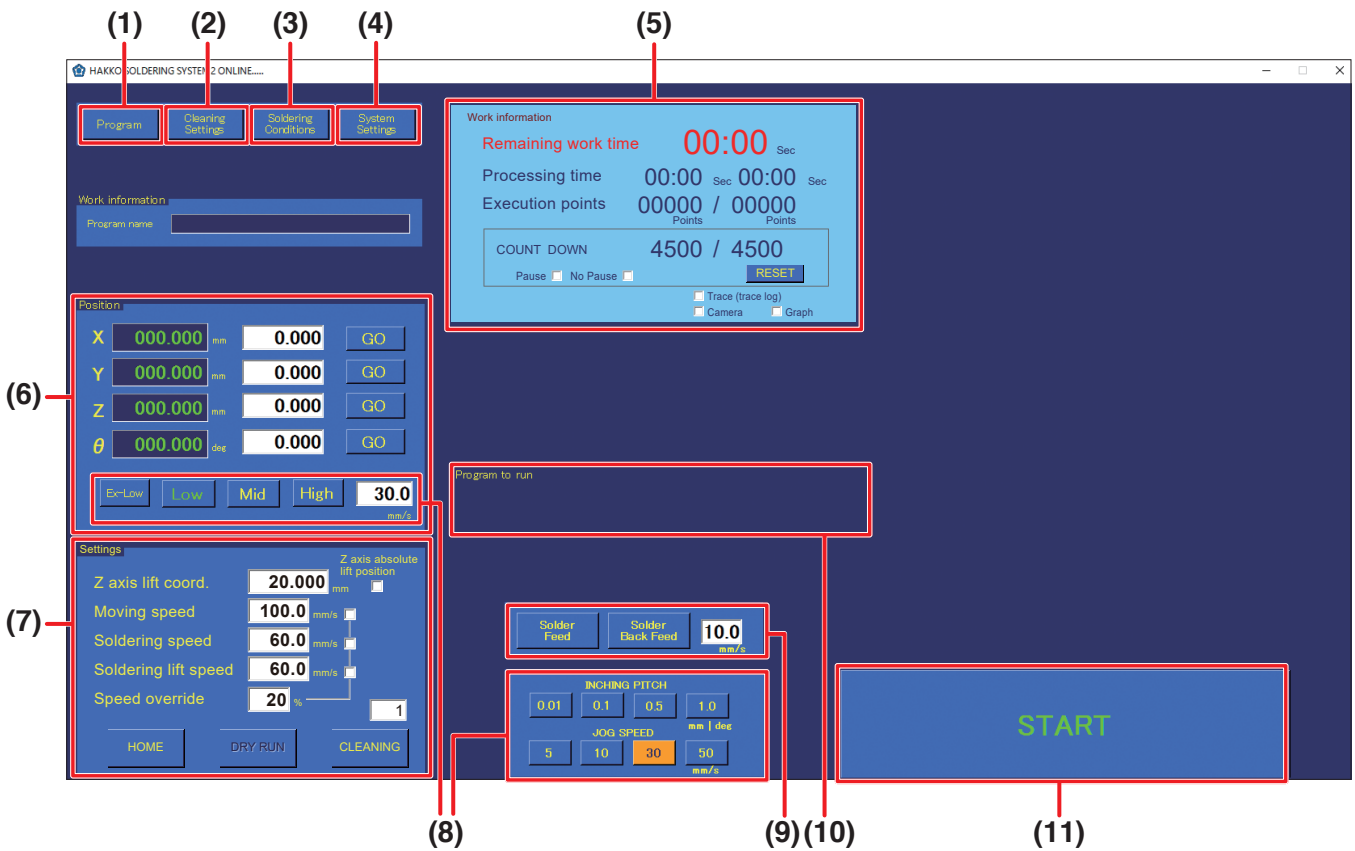 (1) (2) (3) (4) (5)
HAKKO SOLDERING SYSTEM 2 ONLINE.....
Program
Cleaning
Settings
Soldering
Conditions
System
Settings
Work information
Program name
Work information
Remaining work time 00:00 Sec
Processing time 00:00 Sec 00:00 Sec
Execution points 00000 / 00000
Points Points
COUNT DOWN 4500 / 4500
Pause No Pause RESET
Trace (trace log)
Camera Graph
(6)
Position
X 000.000 mm 0.000 GO
Y 000.000 mm 0.000 GO
Z 000.000 mm 0.000 GO
θ 000.000 deg 0.000 GO
Ex-Low Low Mid High 30.0
mm/s
(7)
Settings
Z axis absolute
lift position
Z axis lift coord. 20.000 mm
Moving speed 100.0 mm/s
Soldering speed 60.0 mm/s
Soldering lift speed 60.0 mm/s
Speed override 20 %
1
HOME DRY RUN CLEANING
Program to run
Solder
Feed
Solder
Back Feed
10.0
mm/s
INCHING PITCH
0.01 0.1 0.5 1.0
mm | deg
JOG SPEED
5 10 30 50
mm/s
START
(8) (9) (10) (11)